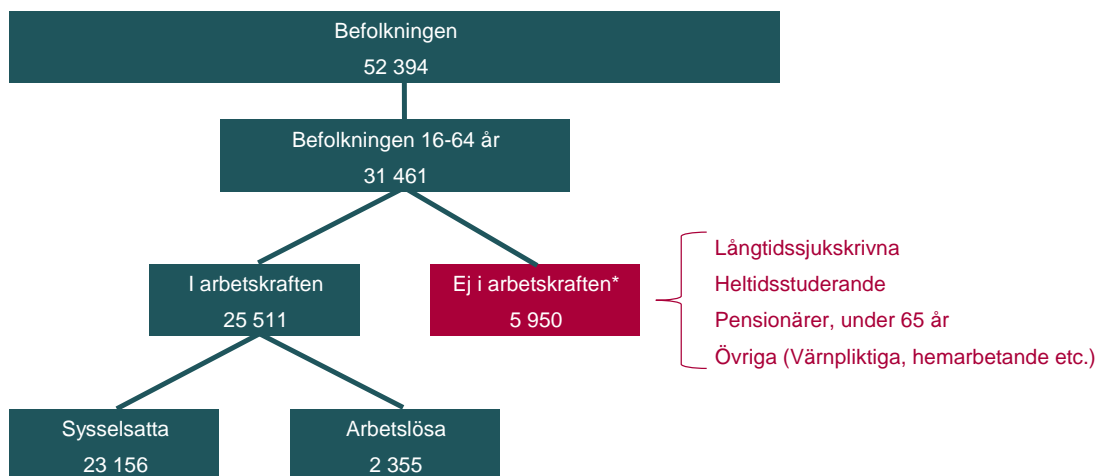 Befolkningen
52 394
Befolkningen 16-64 år
31 461
I arbetskraften
25 511
Ej i arbetskraften*
5 950
Långtidssjukskrivna
Heltidsstuderande
Pensionärer, under 65 år
Övriga (Värnpliktiga, hemarbetande etc.)
Sysselsatta
23 156
Arbetslösa
2 355